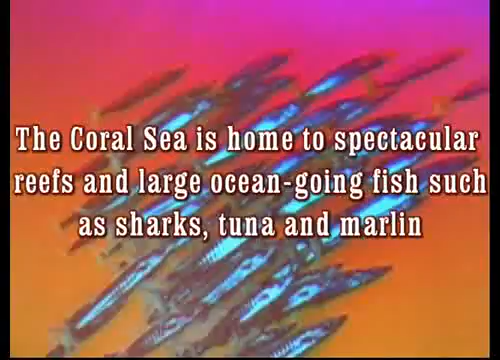 The Coral Sea is home to spectacular
reefs and large ocean-going fish such
as sharks, tuna and marlin